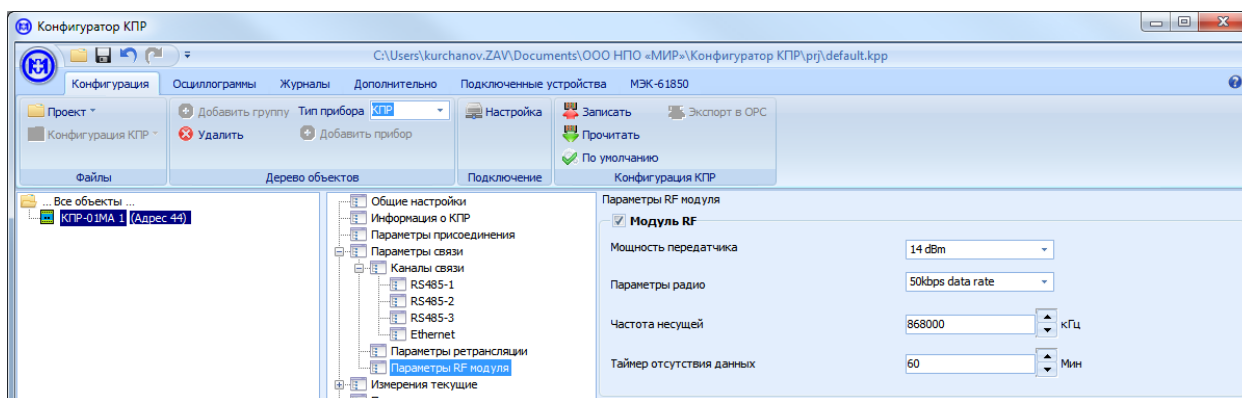 Конфигуратор КПР
C:\Users\kurchanov.ZAV\Documents\ООО НПО «МИР»\Конфигуратор КПР\prj\default.kpp
Конфигурация Осциллограммы Журналы Дополнительно Подключенные устройства МЭК-61850
Проект Добавить группу Тип прибора КПР Настройка Записать Экспорт в OPC
Конфигурация КПР Удалить Добавить прибор Прочитать
По умолчанию
Файлы Дерево объектов Подключение Конфигурация КПР
... Все объекты ...
КПР-01МА 1 (Адрес 44)
Общие настройки
Информация о КПР
Параметры присоединения
Параметры связи
Каналы связи
RS485-1
RS485-2
RS485-3
Ethernet
Параметры ретрансляции
Параметры RF модуля
Измерения текущие
Параметры RF модуля
Модуль RF
Мощность передатчика 14 dBm
Параметры радио 50kbps data rate
Частота несущей 868000 кГц
Таймер отсутствия данных 60 Мин